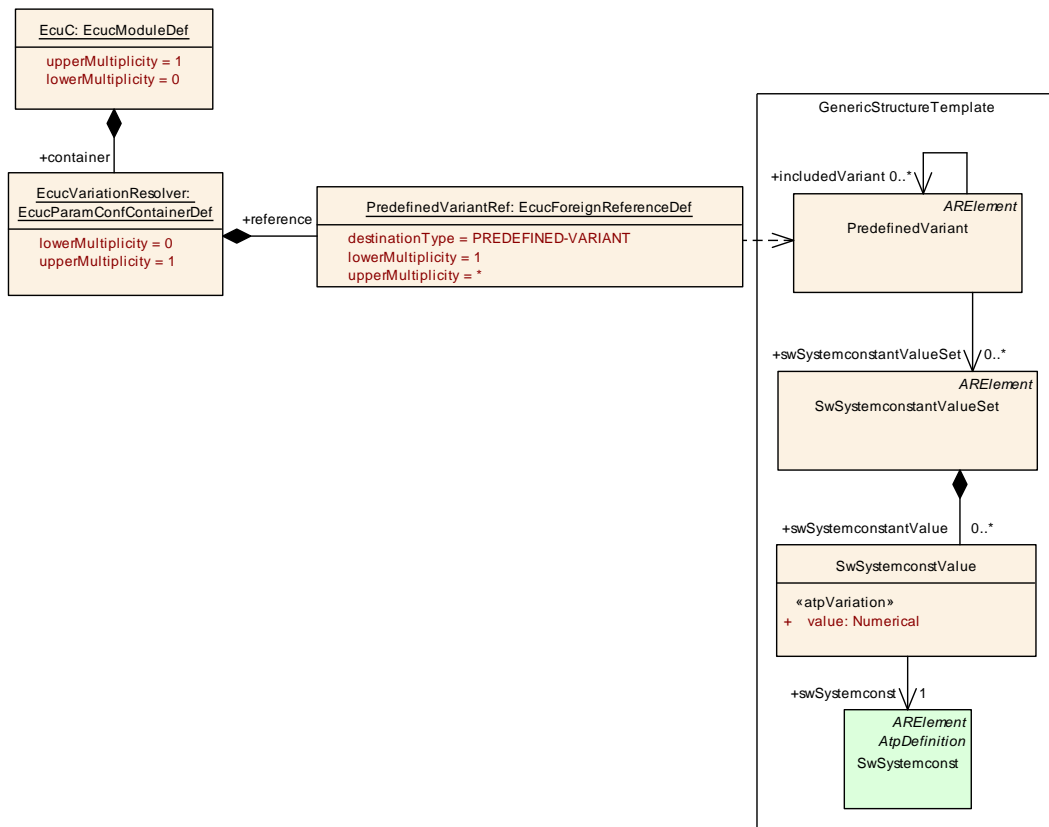 EcuC: EcucModuleDef
upperMultiplicity = 1
lowerMultiplicity = 0
+container
EcucVariationResolver:
EcucParamConfContainerDef
lowerMultiplicity = 0
upperMultiplicity = 1
+reference
PredefinedVariantRef: EcucForeignReferenceDef
destinationType = PREDEFINED-VARIANT
lowerMultiplicity = 1
upperMultiplicity = *
GenericStructureTemplate
+includedVariant 0..*
ARElement
PredefinedVariant
+swSystemconstantValueSet 0..*
ARElement
SwSystemconstantValueSet
+swSystemconstantValue 0..*
SwSystemconstValue
«atpVariation»
+ value: Numerical
+swSystemconst 1
ARElement
AtpDefinition
SwSystemconst